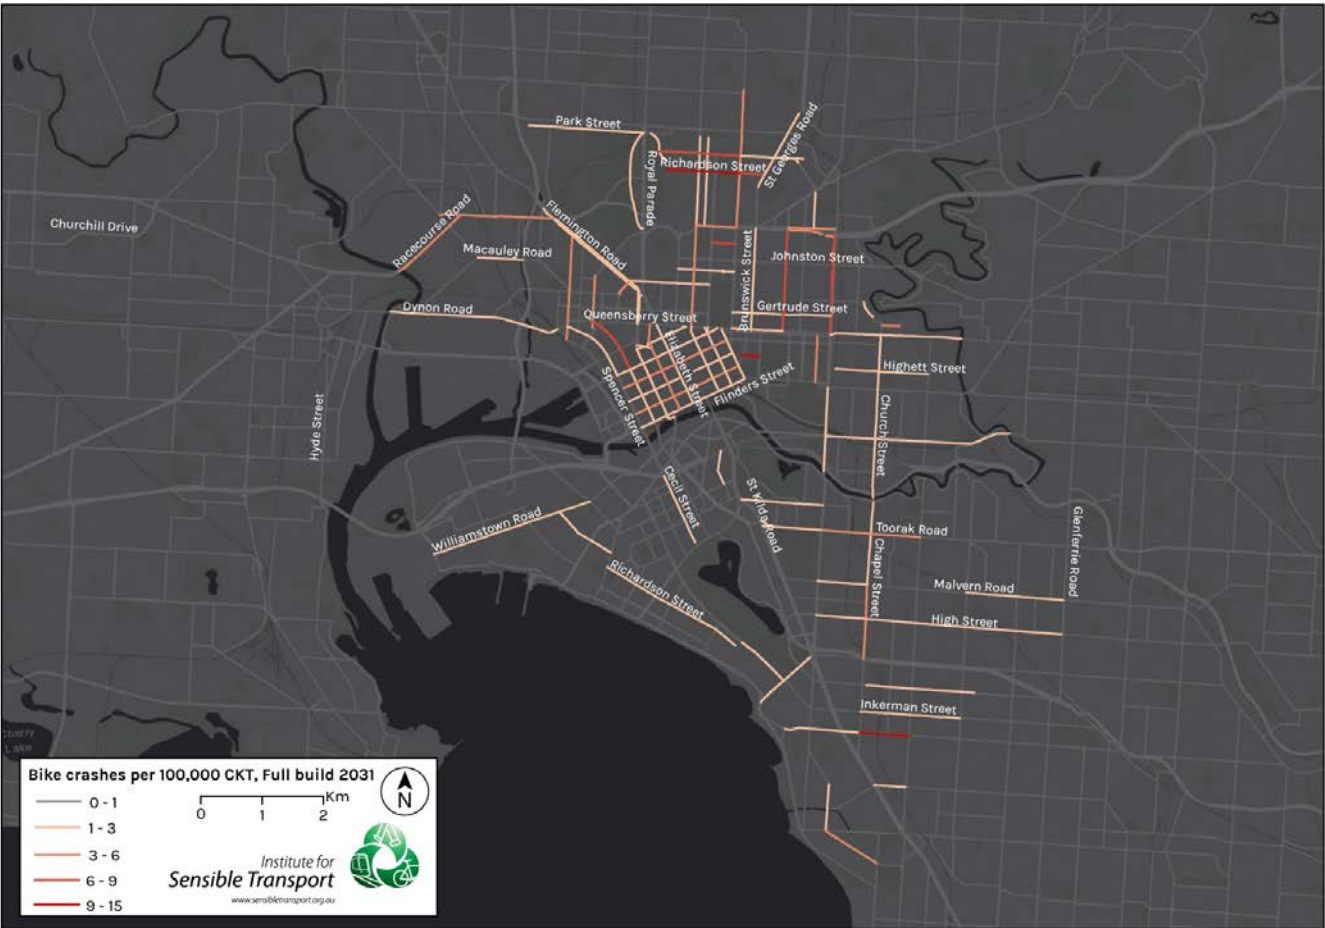 Park Street
Royal Parade
Richardson Street
St Georges Road
Churchill Drive
Racecourse Road
Flemington Road
Macauley Road
Brunswick Street
Johnston Street
Dynon Road
Queensberry Street
Gertrude Street
Elizabeth Street
Spencer Street
Flinders Street
Highett Street
Hyde Street
Church Street
Cecil Street
St Kilda Road
Williamstown Road
Toorak Road
Glenferrie Road
Richardson Street
Chapel Street
Malvern Road
High Street
Inkerman Street
Cherry
Lake
Bike crashes per 100,000 CKT, Full build 2031
0 - 1
1 - 3
3 - 6
6 - 9
9 - 15
Km
0 1 2
N
Institute for
Sensible Transport
www.sensibletransport.org.au